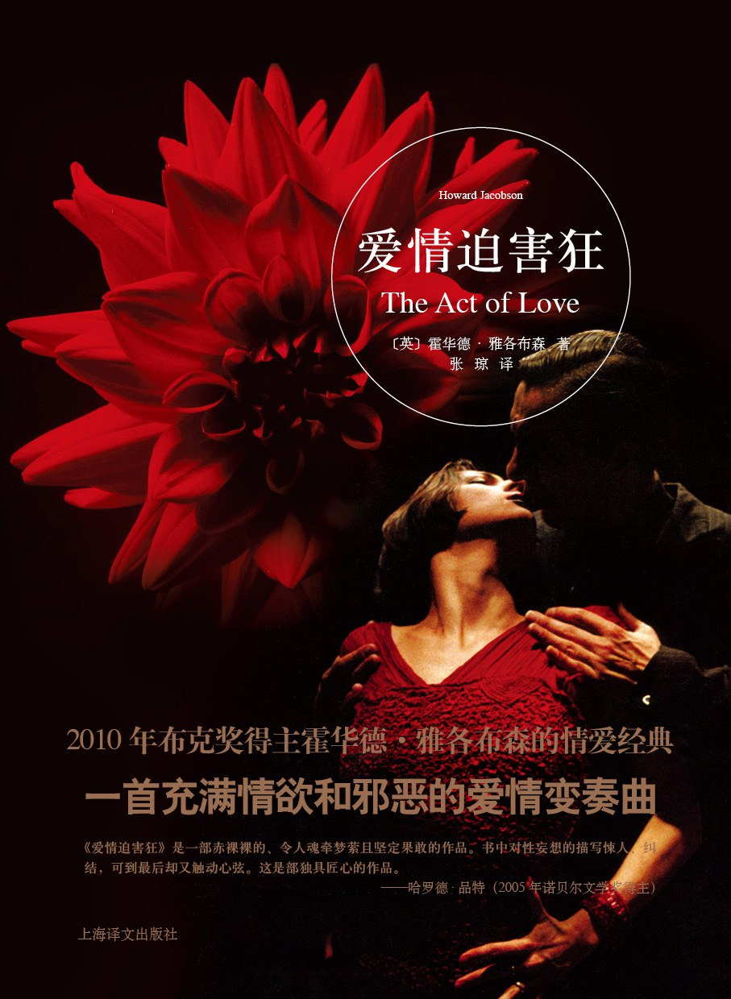 Howard Jacobson
爱情迫害狂
The Act of Love
〔英〕霍华德·雅各布森 著
张 琼 译
2010 年布克奖得主霍华德·雅各布森的情爱经典
一首充满情欲和邪恶的爱情变奏曲
《爱情迫害狂》是一部赤裸裸的、令人魂牵梦萦且坚定果敢的作品。书中对性妄想的描写惊人、纠
结，可到最后却又触动心弦。这是部独具匠心的作品。
——哈罗德·品特（2005 年诺贝尔文学奖得主）
上海译文出版社